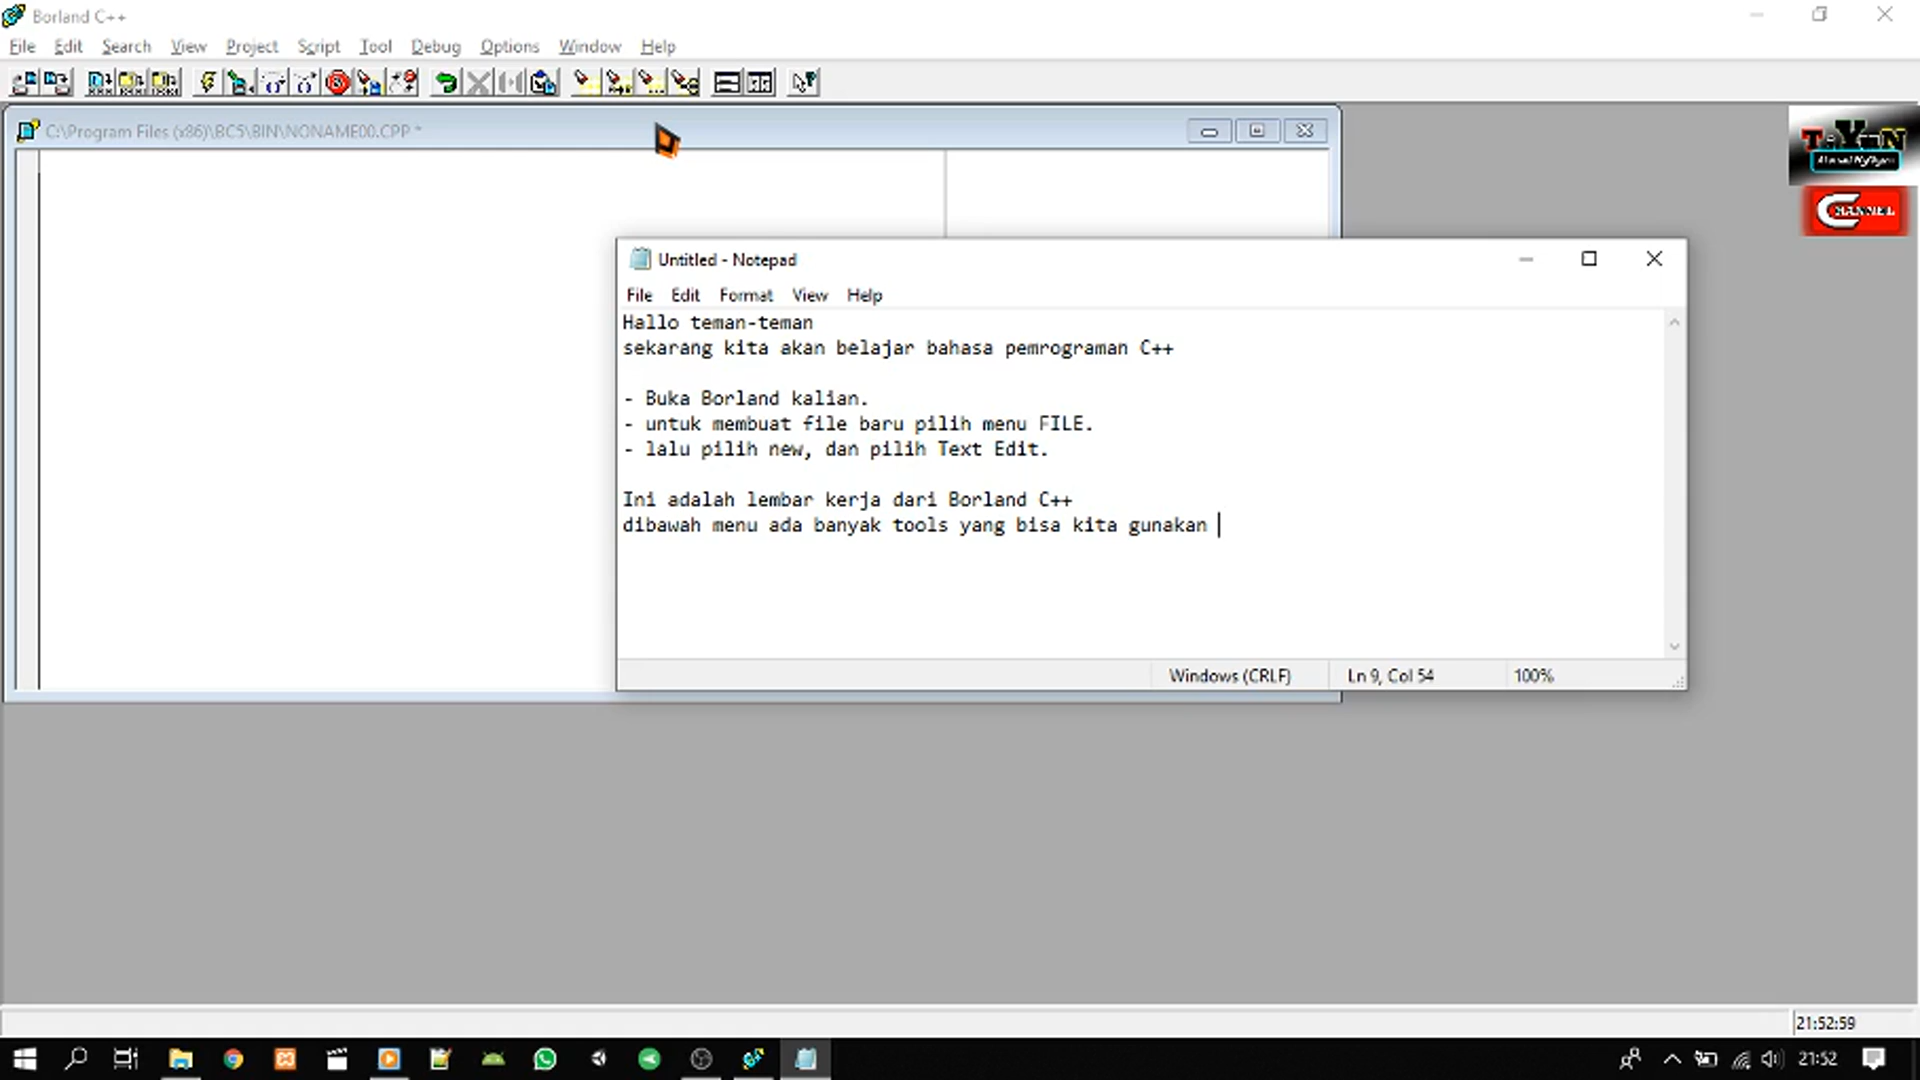 Borland C++
File Edit Search View Project Script Tool Debug Options Window Help
C:\Program Files (x86)\BC5\BIN\NONAME00.CPP *
CHANNEL
Untitled - Notepad
File Edit Format View Help
Hallo teman-teman
sekarang kita akan belajar bahasa pemrograman C++
- Buka Borland kalian.
- untuk membuat file baru pilih menu FILE.
- lalu pilih new, dan pilih Text Edit.
Ini adalah lembar kerja dari Borland C++
dibawah menu ada banyak tools yang bisa kita gunakan
Windows (CRLF) Ln 9, Col 54 100%
21:52:59
21:52